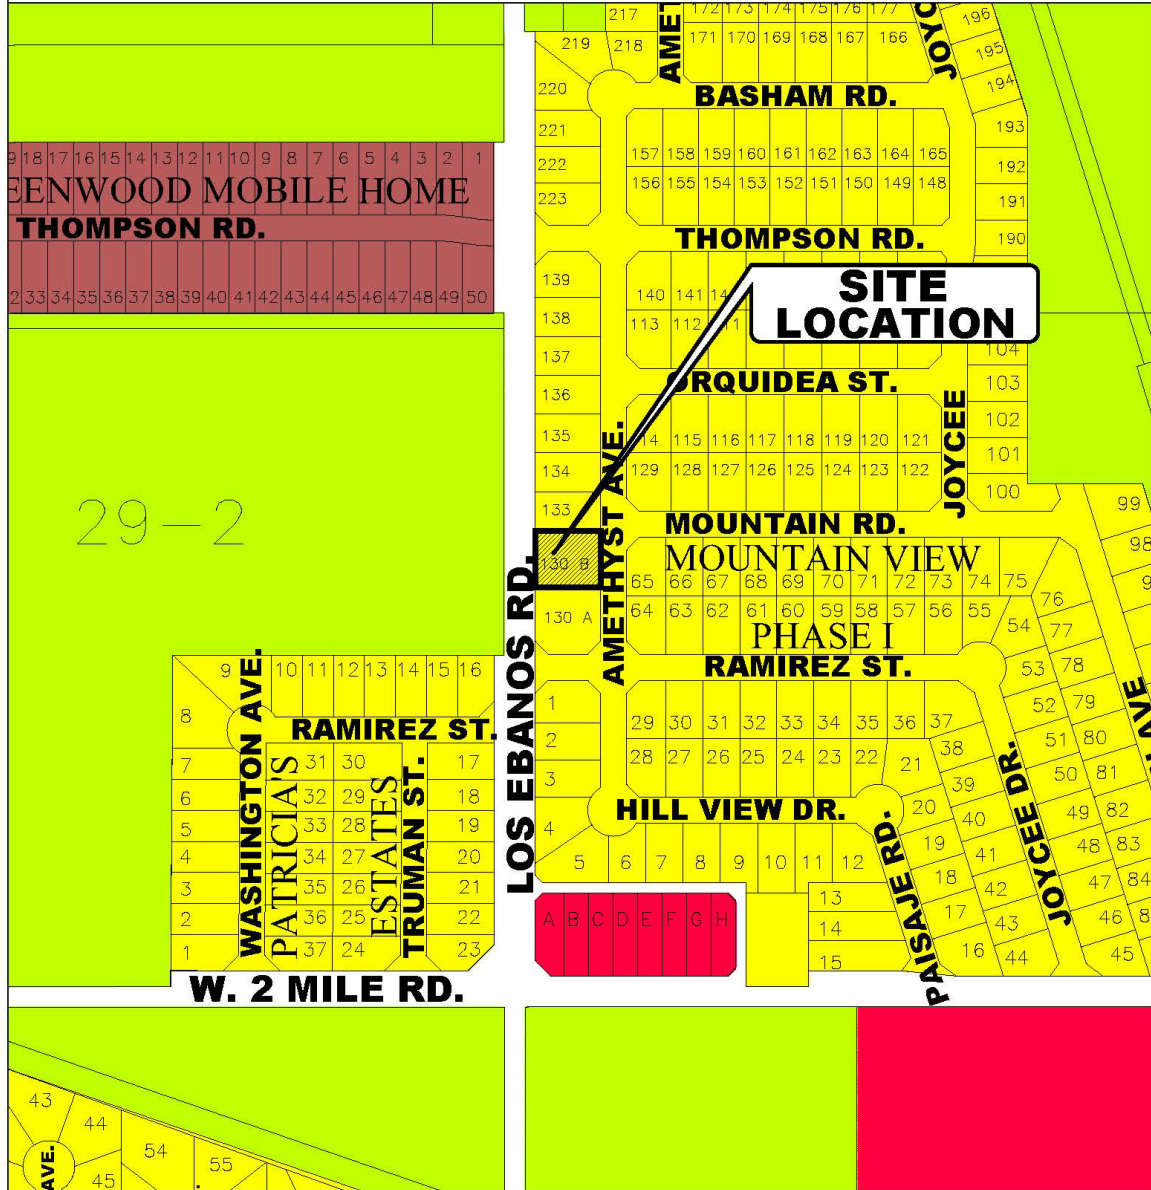 217
172 173 174 175 176 177
196
219 218
171 170 169 168 167 166
195
220
BASHAM RD.
194
221
193
157 158 159 160 161 162 163 164 165
222
192
156 155 154 153 152 151 150 149 148
223
191
18 17 16 15 14 13 12 11 10 9 8 7 6 5 4 3 2 1
EENWOOD MOBILE HOME
THOMPSON RD.
33 34 35 36 37 38 39 40 41 42 43 44 45 46 47 48 49 50
THOMPSON RD.
190
139
140 141
SITE
LOCATION
138
113 112
104
137
ORQUIDEA ST.
103
136
JOYCEE
102
135
115 116 117 118 119 120 121
101
134
129 128 127 126 125 124 123 122
100
133
AMETHYST AVE.
MOUNTAIN RD.
99
29-2
MOUNTAIN VIEW
98
130 B
65 66 67 68 69 70 71 72 73 74 75
76
130 A
64 63 62 61 60 59 58 57 56 55
54 77
PHASE I
RAMIREZ ST.
53 78
LOS EBANOS RD.
9 10 11 12 13 14 15 16
8
RAMIREZ ST.
1
29 30 31 32 33 34 35 36 37
52 79
2
28 27 26 25 24 23 22
21 38
51 80
3
39
50 81
7
31 30
17
6
32 29
18
5
33 28
19
4
34 27
20
3
35 26
21
2
36 25
22
1
37 24
23
WASHINGTON AVE.
PATRICIA'S
ESTATES
TRUMAN ST.
HILL VIEW DR.
4
20 40
49 82
5 6 7 8 9 10 11 12
19 41
48 83
18 42
47 84
13
17 43
46
14
16 44
45
15
PAISAJE RD.
JOYCEE DR.
AVE
A B C D E F G H
W. 2 MILE RD.
43
44
54
55
45
AVE.